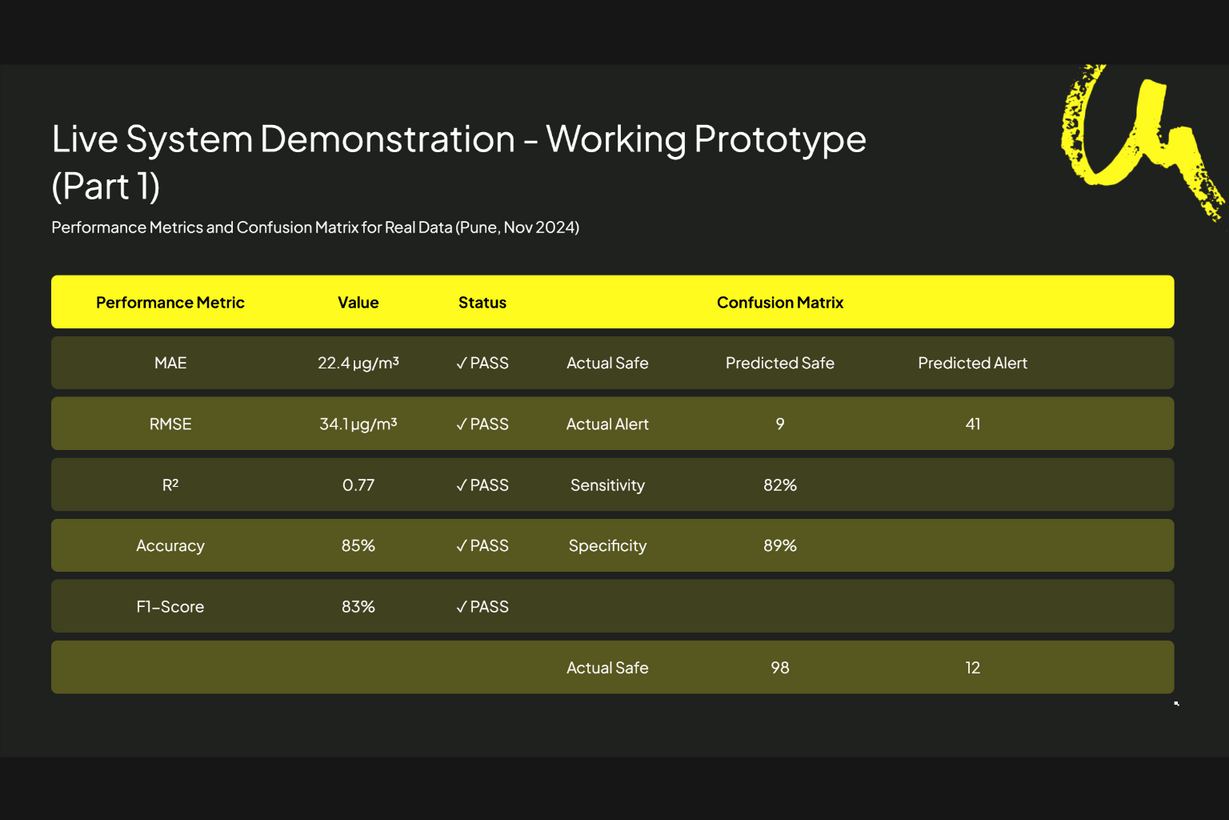 Live System Demonstration - Working Prototype
(Part 1)
Performance Metrics and Confusion Matrix for Real Data (Pune, Nov 2024)
Performance Metric Value Status Confusion Matrix
MAE 22.4 µg/m³ ✓ PASS Actual Safe Predicted Safe Predicted Alert
RMSE 34.1 µg/m³ ✓ PASS Actual Alert 9 41
R² 0.77 ✓ PASS Sensitivity 82%
Accuracy 85% ✓ PASS Specificity 89%
F1–Score 83% ✓ PASS
Actual Safe 98 12